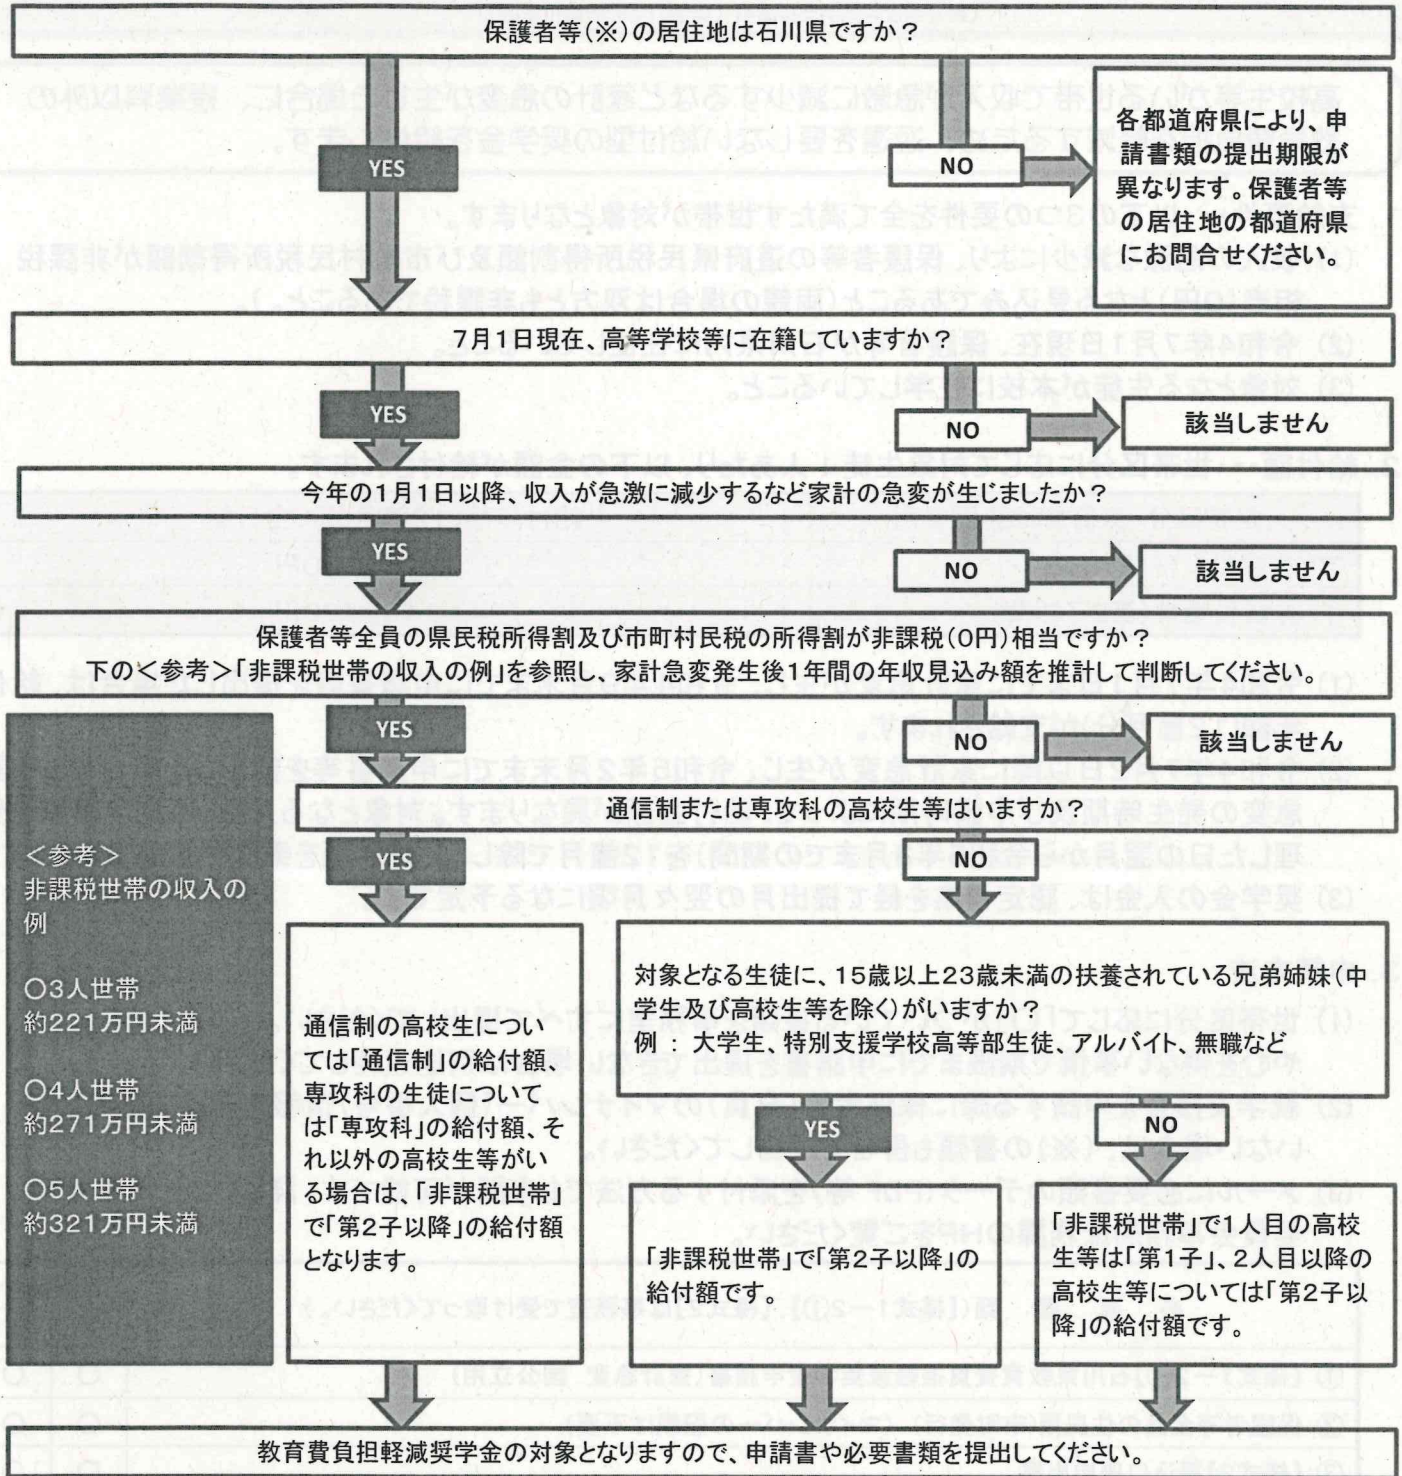 保護者等(※)の居住地は石川県ですか？
YES
NO
各都道府県により、申
請書類の提出期限が
異なります。保護者等
の居住地の都道府県
にお問合せください。
7月1日現在、高等学校等に在籍していますか？
YES
NO
該当しません
今年の1月1日以降、収入が急激に減少するなど家計の急変が生じましたか？
YES
NO
該当しません
保護者等全員の県民税所得割及び市町村民税の所得割が非課税(0円)相当ですか？
下の＜参考＞「非課税世帯の収入の例」を参照し、家計急変発生後1年間の年収見込み額を推計して判断してください。
YES
NO
該当しません
通信制または専攻科の高校生等はいますか？
YES
NO
＜参考＞
非課税世帯の収入の
例
○3人世帯
約221万円未満
○4人世帯
約271万円未満
○5人世帯
約321万円未満
通信制の高校生につい
ては「通信制」の給付額、
専攻科の生徒について
は「専攻科」の給付額、そ
れ以外の高校生等がい
る場合は、「非課税世帯」
で「第2子以降」の給付額
となります。
対象となる生徒に、15歳以上23歳未満の扶養されている兄弟姉妹(中
学生及び高校生等を除く)がいますか？
例 ： 大学生、特別支援学校高等部生徒、アルバイト、無職など
YES
NO
「非課税世帯」で「第2子以降」の
給付額です。
「非課税世帯」で1人目の高校
生等は「第1子」、2人目以降の
高校生等については「第2子以
降」の給付額です。
教育費負担軽減奨学金の対象となりますので、申請書や必要書類を提出してください。